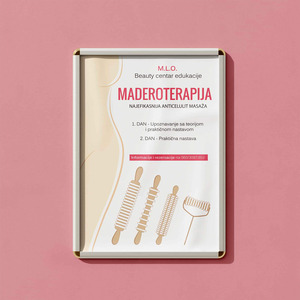 M.L.O.
Beauty centar edukacije
MADEROTERAPIJA
NAJEFIKASNIJA ANTICELULIT MASAŽA
1. DAN - Upoznavanje sa teorijom
i praktičnom nastavom
2. DAN - Praktična nastava
Informacije i rezervacije na